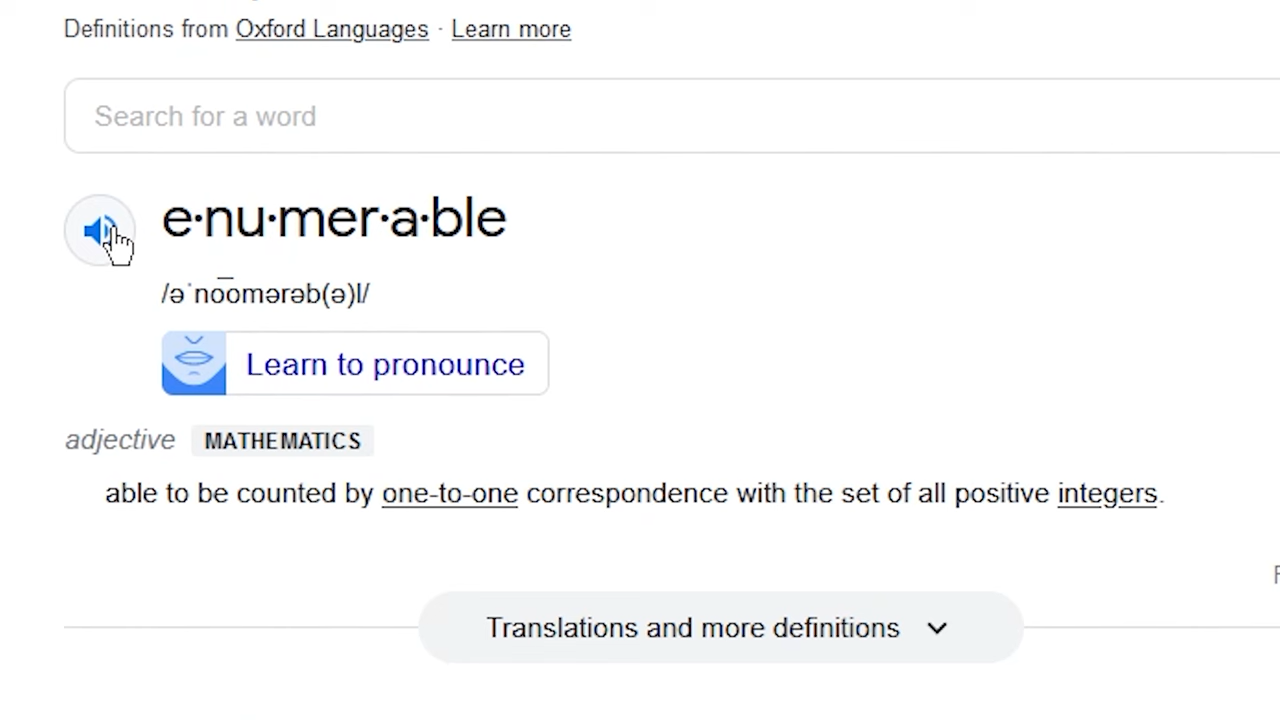 Definitions from Oxford Languages · Learn more
Search for a word
e·nu·mer·a·ble
/əˈno͞omərəb(ə)l/
Learn to pronounce
adjective MATHEMATICS
able to be counted by one-to-one correspondence with the set of all positive integers.
Translations and more definitions